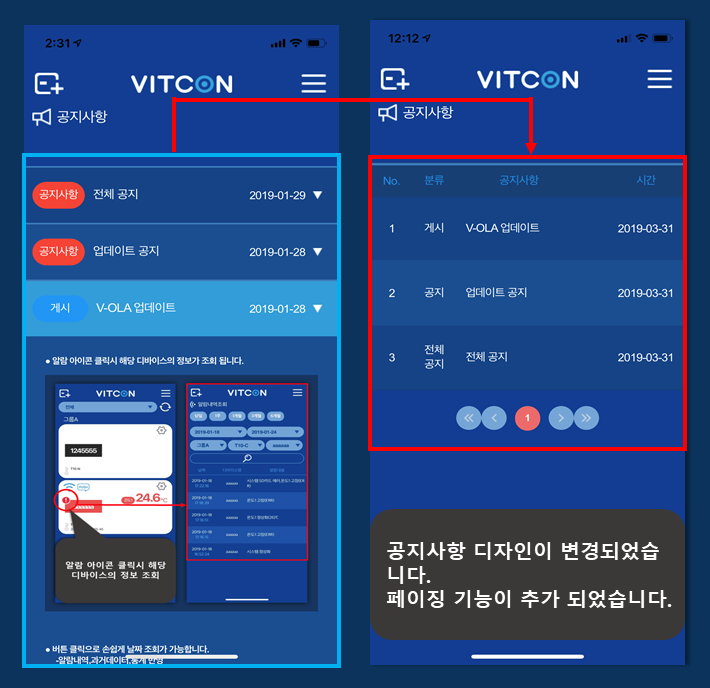 2:31
VITCON
공지사항
공지사항 전체 공지 2019-01-29 ▼
공지사항 업데이트 공지 2019-01-28 ▼
게시 V-OLA 업데이트 2019-01-28 ▼
● 알람 아이콘 클릭시 해당 디바이스의 정보가 조회 됩니다.
VITCON
전체
그룹A
1245555
24.6℃
알람 아이콘 클릭시 해당
디바이스의 정보 조회
VITCON
알람내역조회
2019-01-18 ▼ 2019-01-24 ▼
그룹A ▼ T10-C ▼
● 버튼 클릭으로 손쉽게 날짜 조회가 가능합니다.
-알람내역,과거데이터,통계 반영
12:12
VITCON
공지사항
No. 분류 공지사항 시간
1 게시 V-OLA 업데이트 2019-03-31
2 공지 업데이트 공지 2019-03-31
3 전체
공지 전체 공지 2019-03-31
« < 1 > »
공지사항 디자인이 변경되었습
니다.
페이징 기능이 추가 되었습니다.